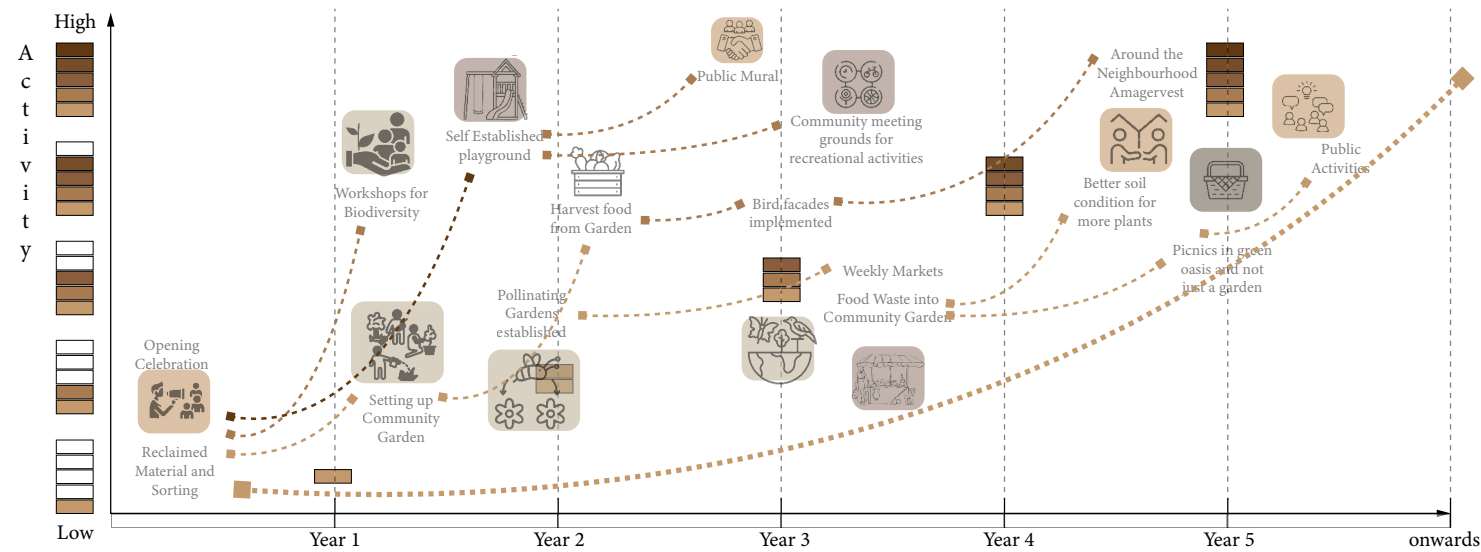 High
Activity
Low
Opening
Celebration
Reclaimed
Material and
Sorting
Workshops for
Biodiversity
Setting up
Community
Garden
Self Established
playground
Pollinating
Gardens
established
Harvest food
from Garden
Public Mural
Community meeting
grounds for
recreational activities
Bird facades
implemented
Weekly Markets
Food Waste into
Community Garden
Around the
Neighbourhood
Amagervest
Better soil
condition for
more plants
Picnics in green
oasis and not
just a garden
Public
Activities
Year 1
Year 2
Year 3
Year 4
Year 5
onwards